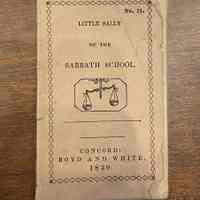 No. 11.
LITTLE SALLY
OF THE
SABBATH SCHOOL.
CONCORD:
BOYD AND WHITE.
1829